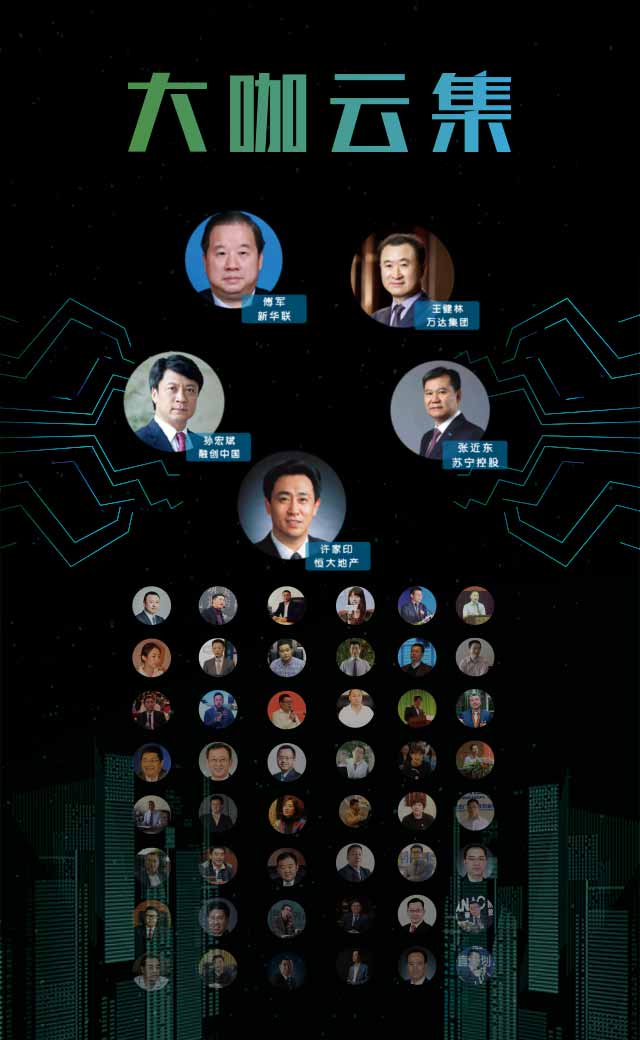 大咖云集
傅军
新华联
王健林
万达集团
孙宏斌
融创中国
张近东
苏宁控股
许家印
恒大地产